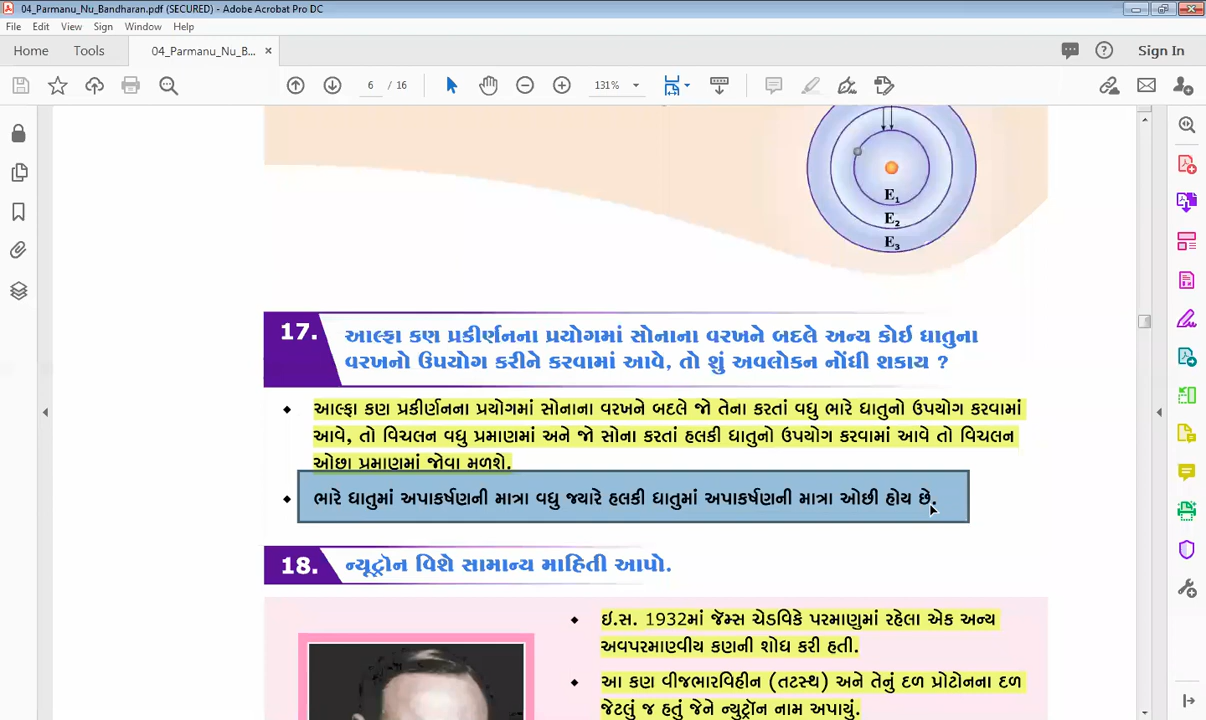 04_Parmanu_Nu_Bandharan.pdf (SECURED) - Adobe Acrobat Pro DC
File Edit View Sign Window Help
Home Tools 04_Parmanu_Nu_B... × Sign In
6 / 16 131%
E1
E2
E3
17. આલ્ફા કણ પ્રકીર્ણનના પ્રયોગમાં સોનાના વરખને બદલે અન્ય કોઇ ધાતુના
વરખનો ઉપયોગ કરીને કરવામાં આવે, તો શું અવલોકન નોંધી શકાય ?
આલ્ફા કણ પ્રકીર્ણનના પ્રયોગમાં સોનાના વરખને બદલે જો તેના કરતાં વધુ ભારે ધાતુનો ઉપયોગ કરવામાં
આવે, તો વિચલન વધુ પ્રમાણમાં અને જો સોના કરતાં હલકી ધાતુનો ઉપયોગ કરવામાં આવે તો વિચલન
ઓછા પ્રમાણમાં જોવા મળશે.
ભારે ધાતુમાં અપાકર્ષણની માત્રા વધુ જ્યારે હલકી ધાતુમાં અપાકર્ષણની માત્રા ઓછી હોય છે.
18. ન્યૂટ્રૉન વિશે સામાન્ય માહિતી આપો.
ઇ.સ. 1932માં જૅમ્સ ચેડવિકે પરમાણુમાં રહેલા એક અન્ય
અવપરમાણ્વીય કણની શોધ કરી હતી.
આ કણ વીજભારવિહીન (તટસ્થ) અને તેનું દળ પ્રોટોનના દળ
જેટલું જ હતું જેને ન્યુટ્રૉન નામ અપાયું.